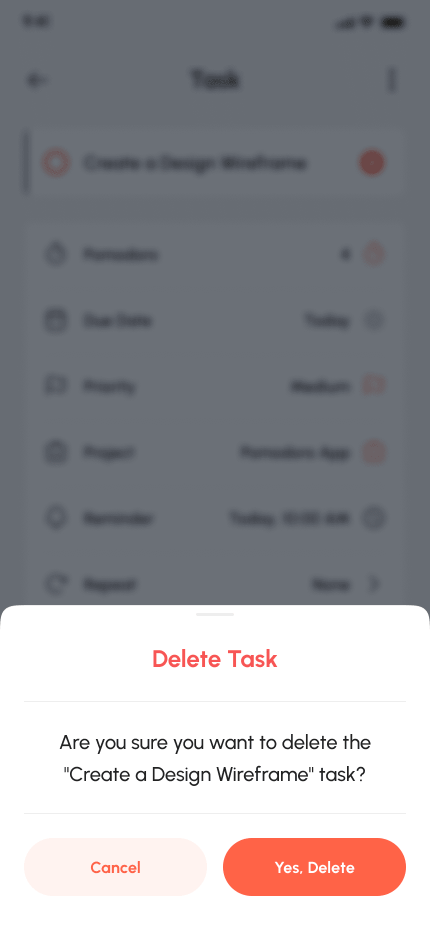 9:41
Task
Create a Design Wireframe
Pomodoro
Due Date
Today
Priority
Medium
Project
Pomodoro App
Reminder
Today, 10:00 AM
Repeat
None
Delete Task
Are you sure you want to delete the
"Create a Design Wireframe" task?
Cancel
Yes, Delete